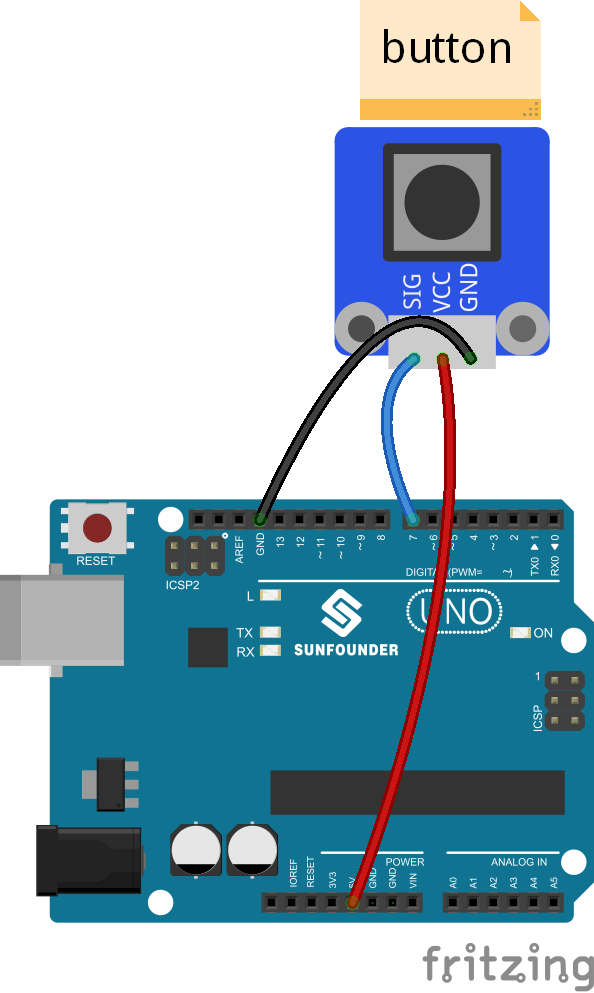 button
SIG
VCC
GND
RESET
ICSP2
AREF
GND
13
12
~11
~10
~9
8
7
~6
~5
4
~3
2
TX0 ▶ 1
RX0 ◀ 0
DIGITAL (PWM= ~)
L
TX
RX
SUNFOUNDER
UNO
ON
1
ICSP
IOREF
RESET
3V3
5V
GND
GND
VIN
POWER
ANALOG IN
A0
A1
A2
A3
A4
A5
fritzing